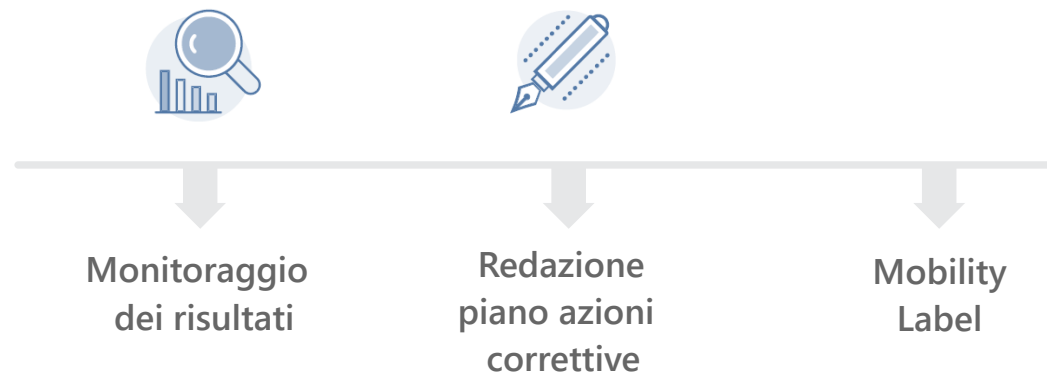 Monitoraggio
dei risultati
Redazione
piano azioni
correttive
Mobility
Label